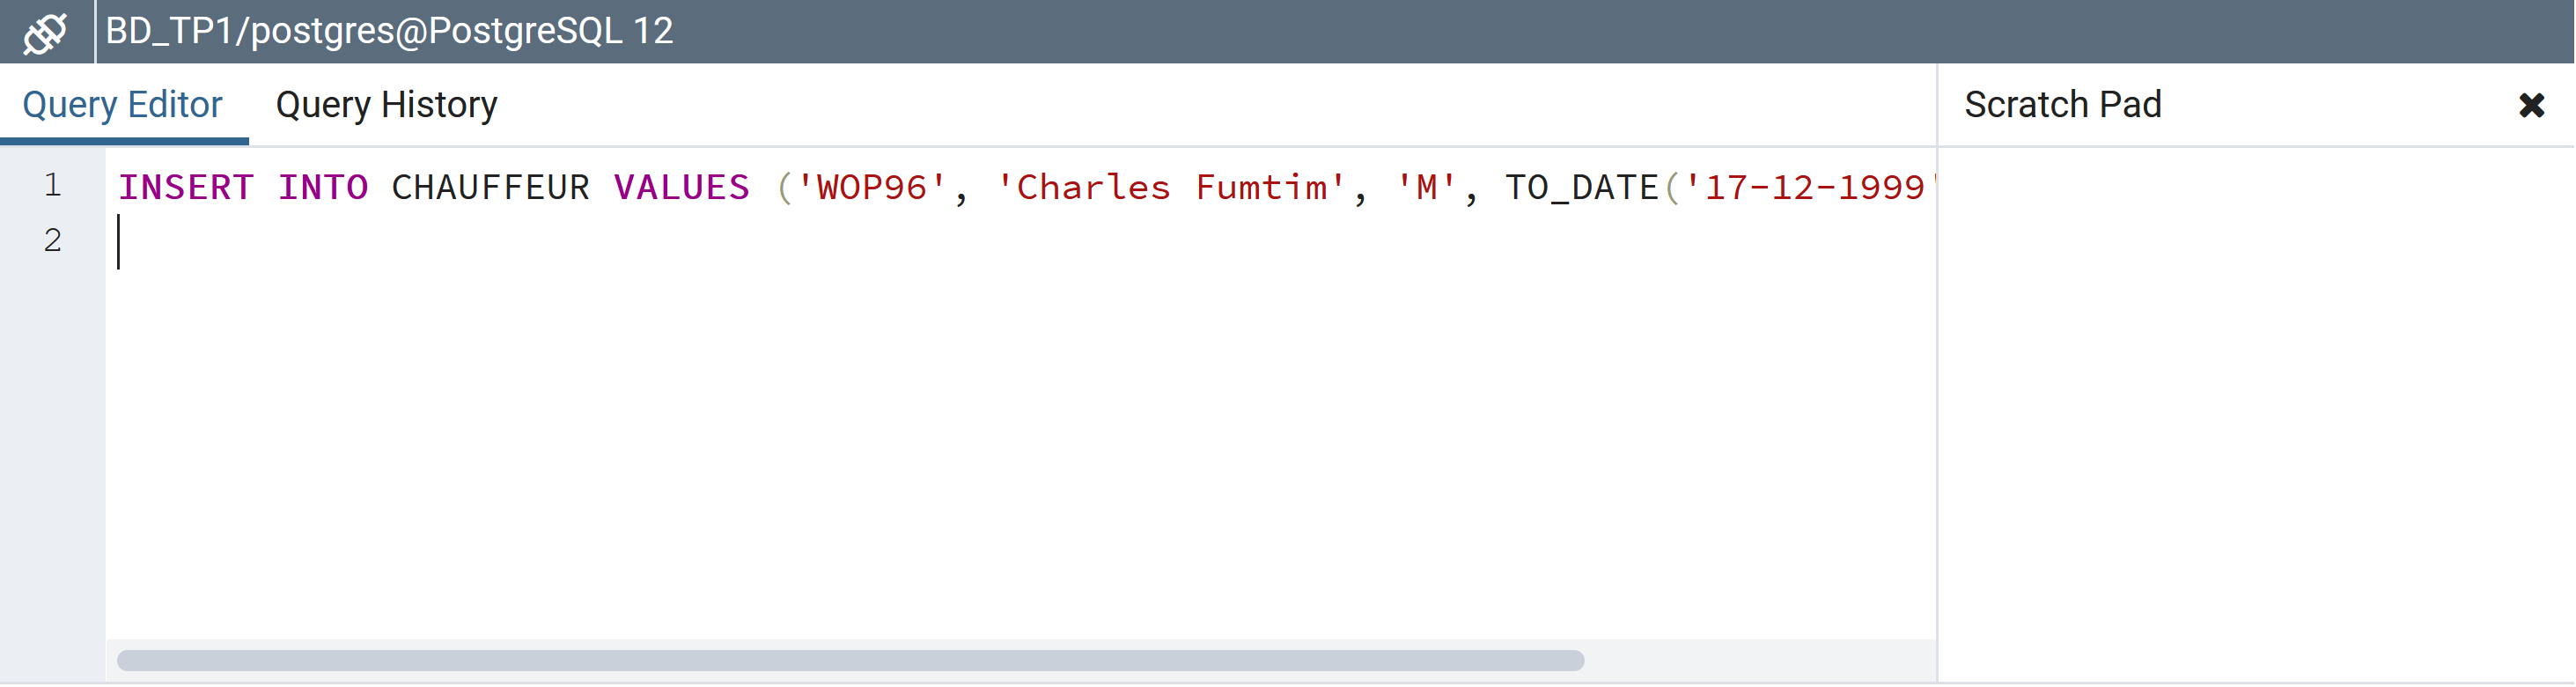 BD_TP1/postgres@PostgreSQL 12
Query Editor Query History
Scratch Pad
1 INSERT INTO CHAUFFEUR VALUES ('WOP96', 'Charles Fumtim', 'M', TO_DATE('17-12-1999'
2